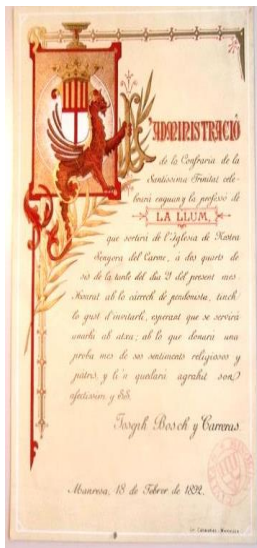 L'ADMINISTRACIÓ
de la Confraria de la
Santíssima Trinitat cele-
brará enguany la professó de
LA LLUM,
que sortirá de l'Iglesia de Nostra
Senyora del Carme, á dos quarts de
sis de la tarde del dia 21 del present mes.
Honrat ab lo cárrech de pendonista, tinch
lo gust d'invitarli, esperant que se servirá
honrarla ab atxa; ab lo que donará una
proba mes de sos sentiments religiosos y
patris, y li'n quedará agrahit son
afectissim y
Joseph Bosch y Carreras.
Manresa, 18 de Febrer de 1892.